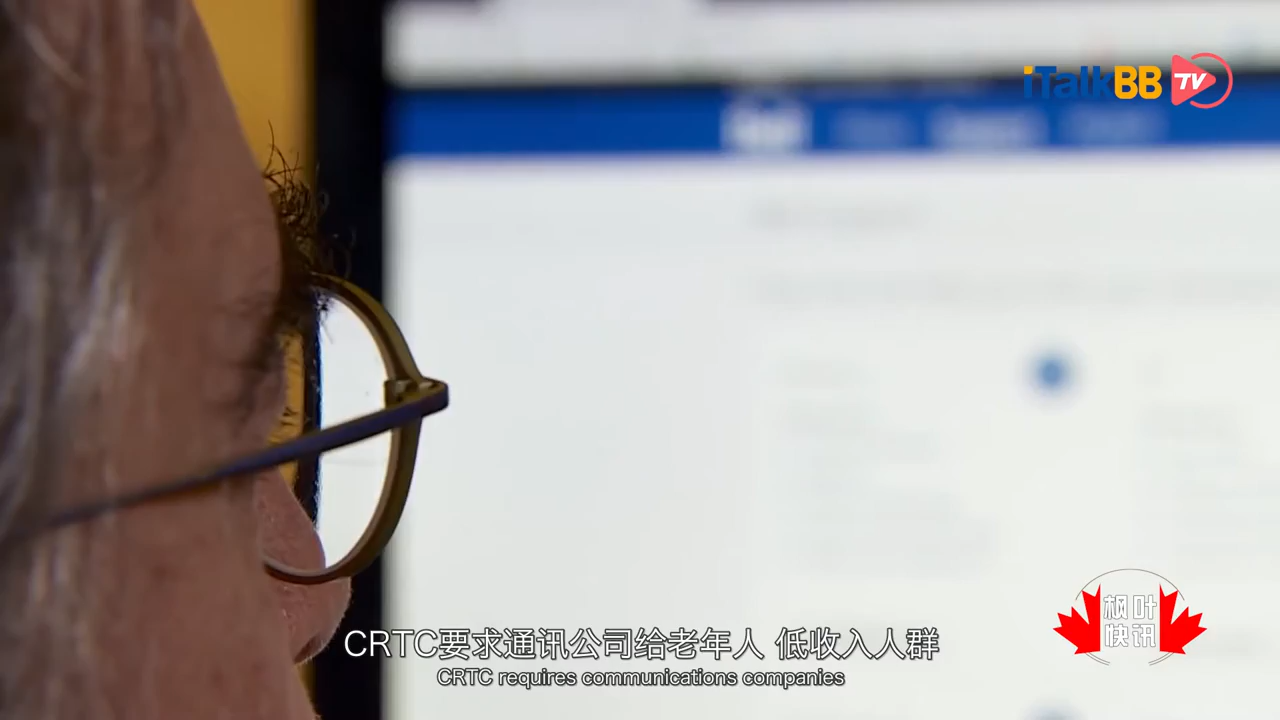 iTalkBB TV
枫叶
快讯
CRTC要求通讯公司给老年人 低收入人群
CRTC requires communications companies